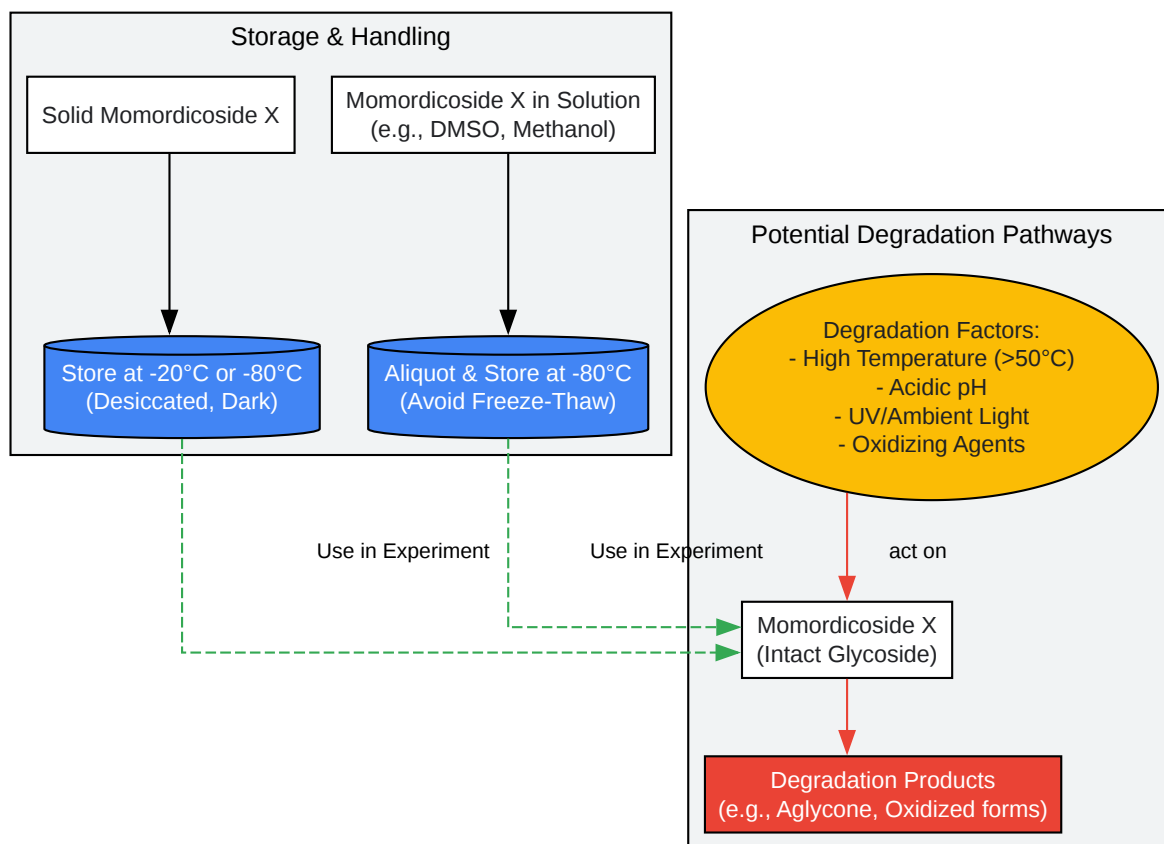 Storage & Handling
Solid Momordicoside X
Momordicoside X in Solution
(e.g., DMSO, Methanol)
Store at -20°C or -80°C
(Desiccated, Dark)
Aliquot & Store at -80°C
(Avoid Freeze-Thaw)
Potential Degradation Pathways
Degradation Factors:
- High Temperature (>50°C)
- Acidic pH
- UV/Ambient Light
- Oxidizing Agents
Use in Experiment
Use in Experiment
act on
Momordicoside X
(Intact Glycoside)
Degradation Products
(e.g., Aglycone, Oxidized forms)